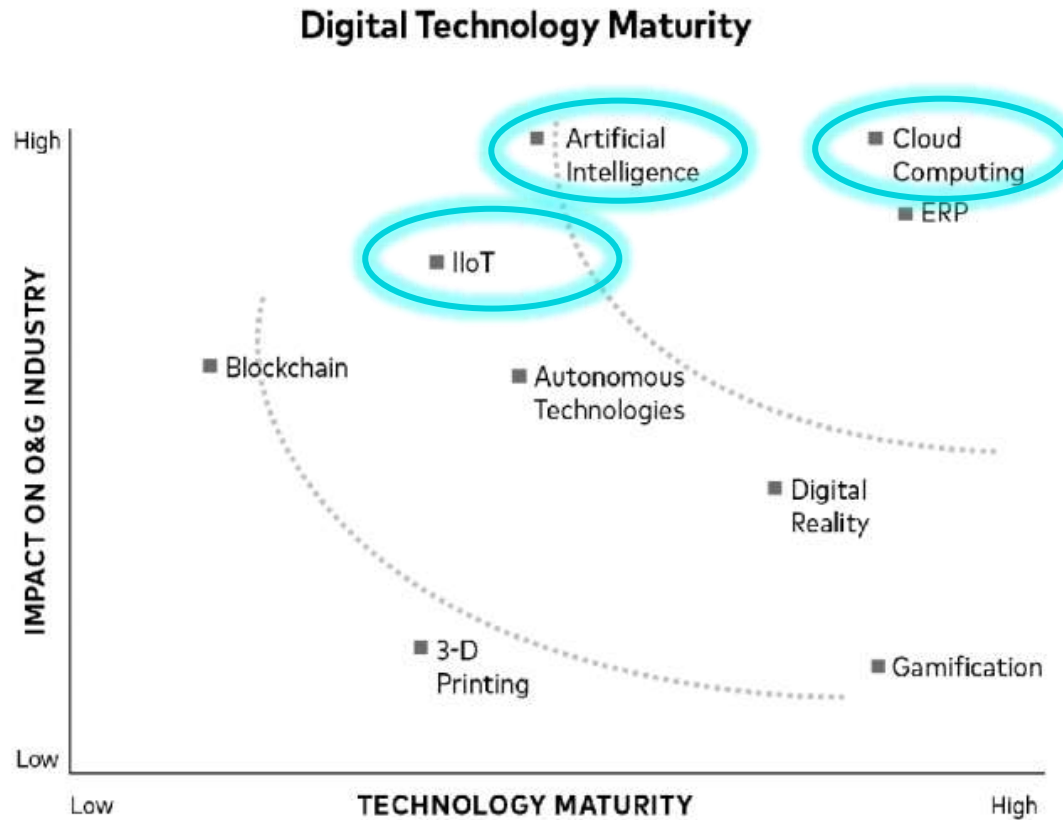 Digital Technology Maturity
High
Artificial
Intelligence
Cloud
Computing
ERP
IIoT
Blockchain
Autonomous
Technologies
Digital
Reality
3-D
Printing
Gamification
IMPACT ON O&G INDUSTRY
Low
Low
TECHNOLOGY MATURITY
High